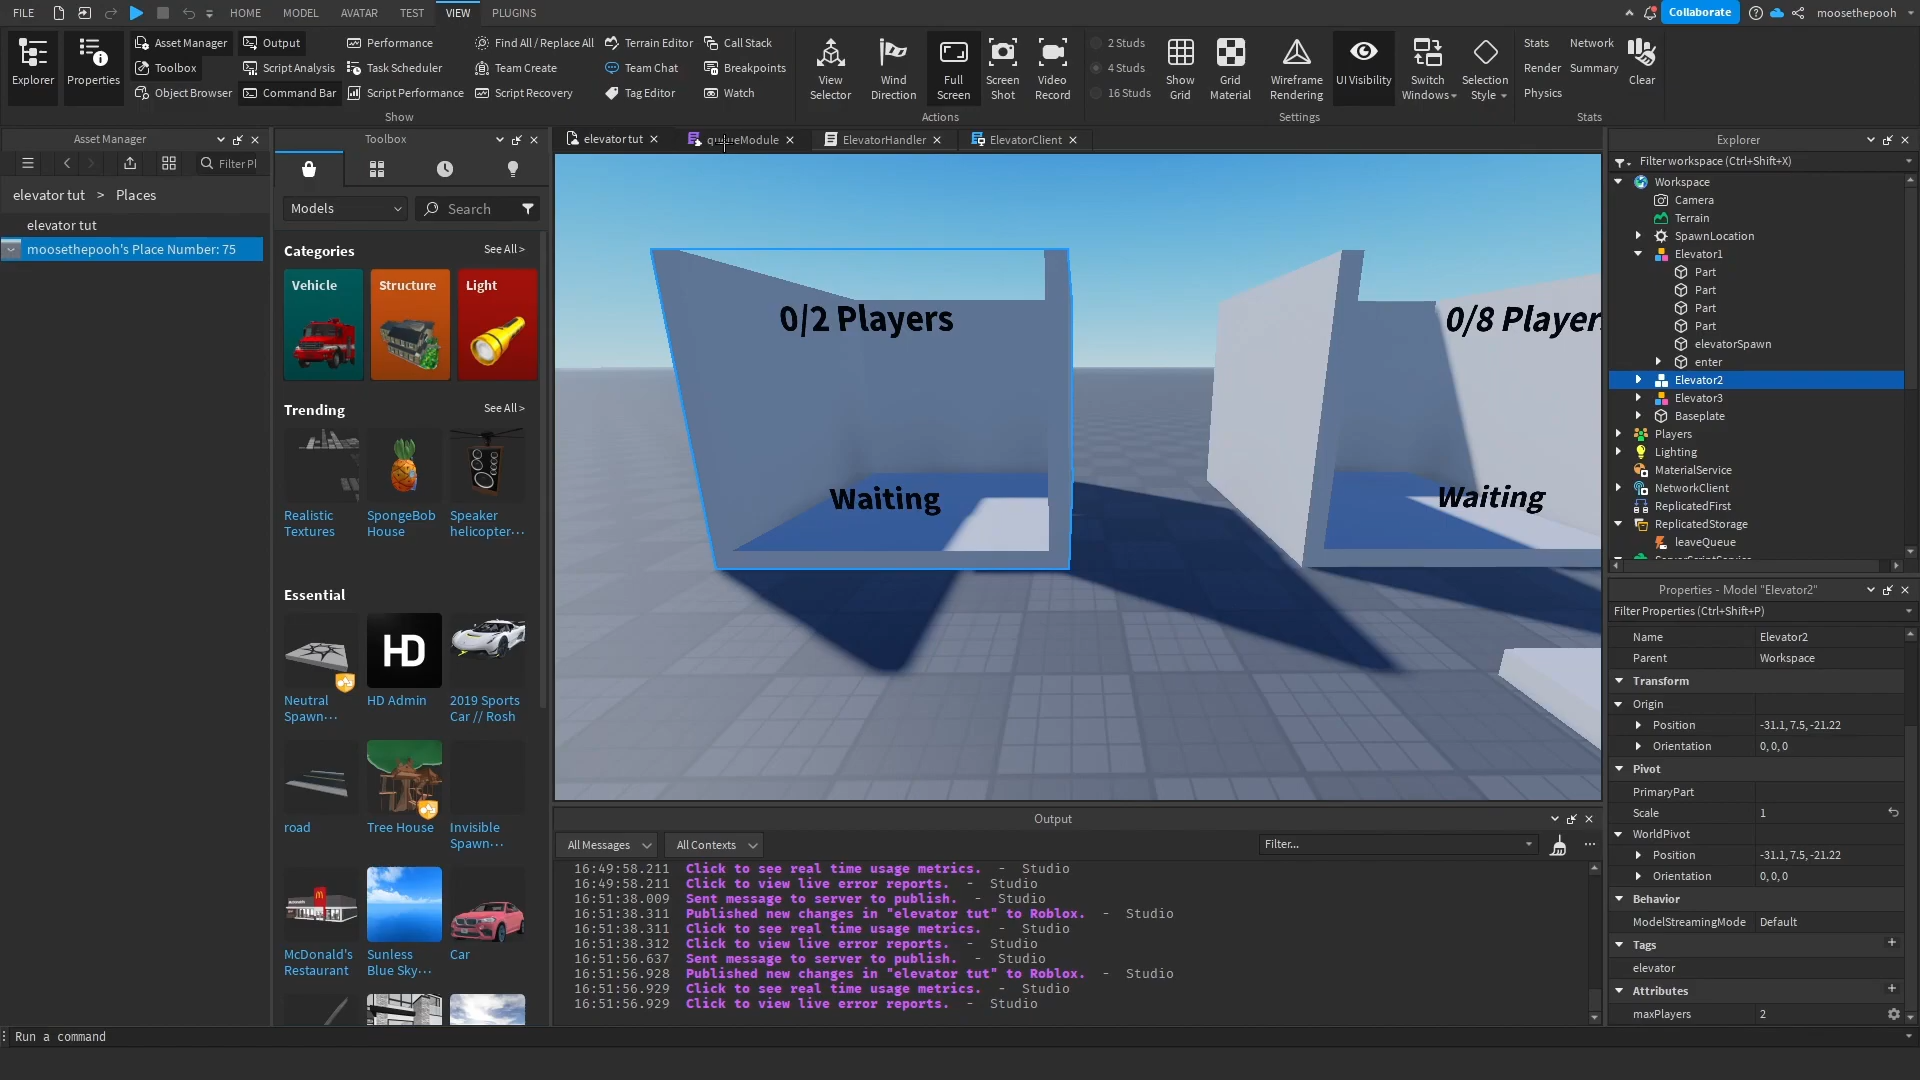 FILE HOME MODEL AVATAR TEST VIEW PLUGINS Collaborate moosethepooh
Explorer Properties Asset Manager Output Performance Find All / Replace All Terrain Editor Call Stack
Toolbox Script Analysis Task Scheduler Team Create Team Chat Breakpoints
Object Browser Command Bar Script Performance Script Recovery Tag Editor Watch
View Selector Wind Direction Full Screen Screen Shot Video Record
2 Studs
4 Studs
16 Studs
Show Grid Grid Material Wireframe Rendering UI Visibility Switch Windows Selection Style
Stats Network
Render Summary
Physics
Clear
Show Actions Settings Stats
Asset Manager
Filter Pl
elevator tut > Places
elevator tut
moosethepooh's Place Number: 75
Toolbox
Models Search
Categories See All >
Vehicle Structure Light
Trending See All >
Realistic Textures
SpongeBob House
Speaker helicopter···
Essential
HD
Neutral Spawn···
HD Admin
2019 Sports Car // Rosh
road
Tree House
Invisible Spawn···
McDonald's Restaurant
Sunless Blue Sky···
Car
elevator tut queueModule ElevatorHandler ElevatorClient
0/2 Players
Waiting
0/8 Player
Waiting
Output
All Messages All Contexts Filter...
16:49:58.211 Click to see real time usage metrics. - Studio
16:49:58.211 Click to view live error reports. - Studio
16:51:38.009 Sent message to server to publish. - Studio
16:51:38.311 Published new changes in "elevator tut" to Roblox. - Studio
16:51:38.311 Click to see real time usage metrics. - Studio
16:51:38.312 Click to view live error reports. - Studio
16:51:56.637 Sent message to server to publish. - Studio
16:51:56.928 Published new changes in "elevator tut" to Roblox. - Studio
16:51:56.929 Click to see real time usage metrics. - Studio
16:51:56.929 Click to view live error reports. - Studio
Run a command
Explorer
Filter workspace (Ctrl+Shift+X)
Workspace
Camera
Terrain
SpawnLocation
Elevator1
Part
Part
Part
Part
elevatorSpawn
enter
Elevator2
Elevator3
Baseplate
Players
Lighting
MaterialService
NetworkClient
ReplicatedFirst
ReplicatedStorage
leaveQueue
ServerScriptService
Properties - Model "Elevator2"
Filter Properties (Ctrl+Shift+P)
Name Elevator2
Parent Workspace
Transform
Origin
Position -31.1, 7.5, -21.22
Orientation 0, 0, 0
Pivot
PrimaryPart
Scale 1
WorldPivot
Position -31.1, 7.5, -21.22
Orientation 0, 0, 0
Behavior
ModelStreamingMode Default
Tags
elevator
Attributes
maxPlayers 2